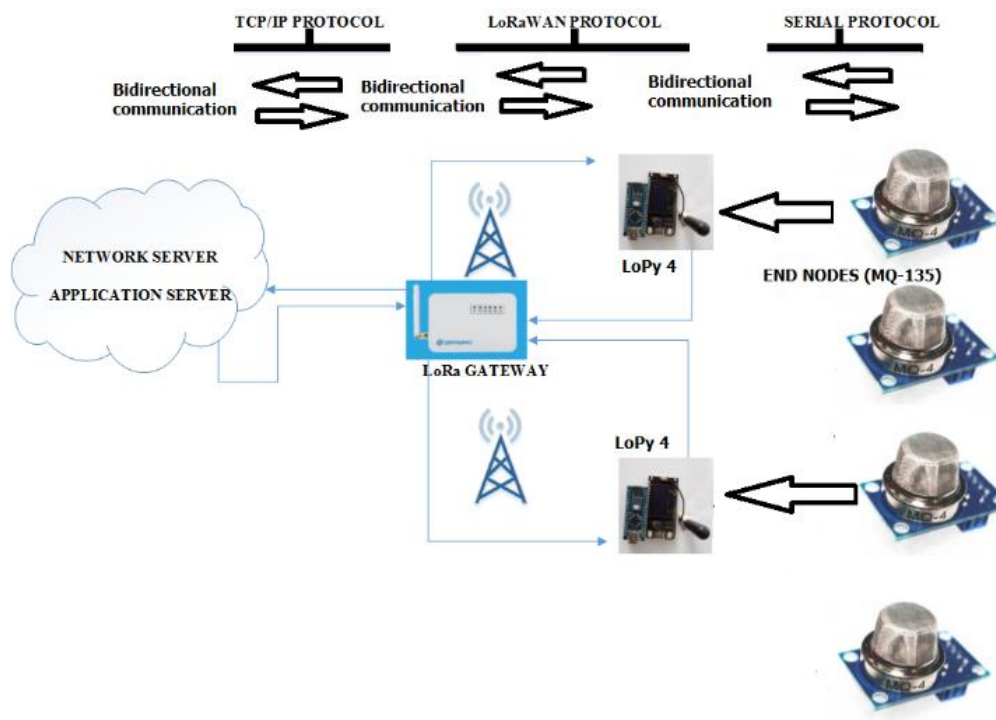 TCP/IP PROTOCOL
LoRaWAN PROTOCOL
SERIAL PROTOCOL
Bidirectional
communication
Bidirectional
communication
Bidirectional
communication
NETWORK SERVER
APPLICATION SERVER
LoRa GATEWAY
LoPy 4
MQ-4
END NODES (MQ-135)
MQ-4
LoPy 4
MQ-4
MQ-4